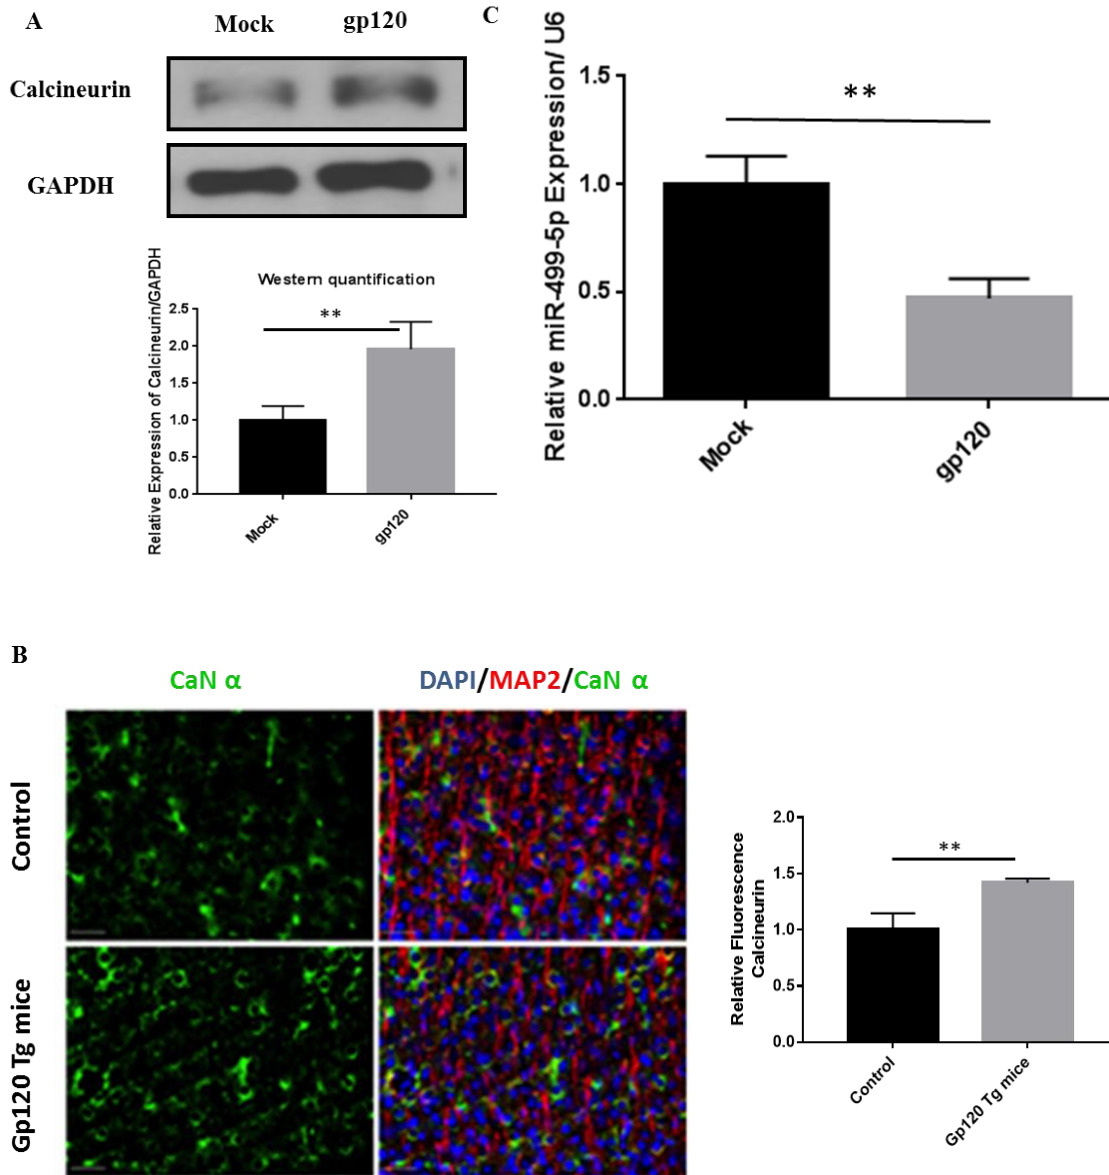 A
Mock gp120
Calcineurin
GAPDH
Western quantification
Relative Expression of Calcineurin/GAPDH
2.5
2.0
1.5
1.0
0.5
0.0
**
Mock
gp120
C
Relative miR-499-5p Expression/ U6
1.5
1.0
0.5
0.0
**
Mock
gp120
B
CaN α
DAPI/MAP2/CaN α
Control
Gp120 Tg mice
Relative Fluorescence
Calcineurin
2.0
1.5
1.0
0.5
0.0
**
Control
Gp120 Tg mice